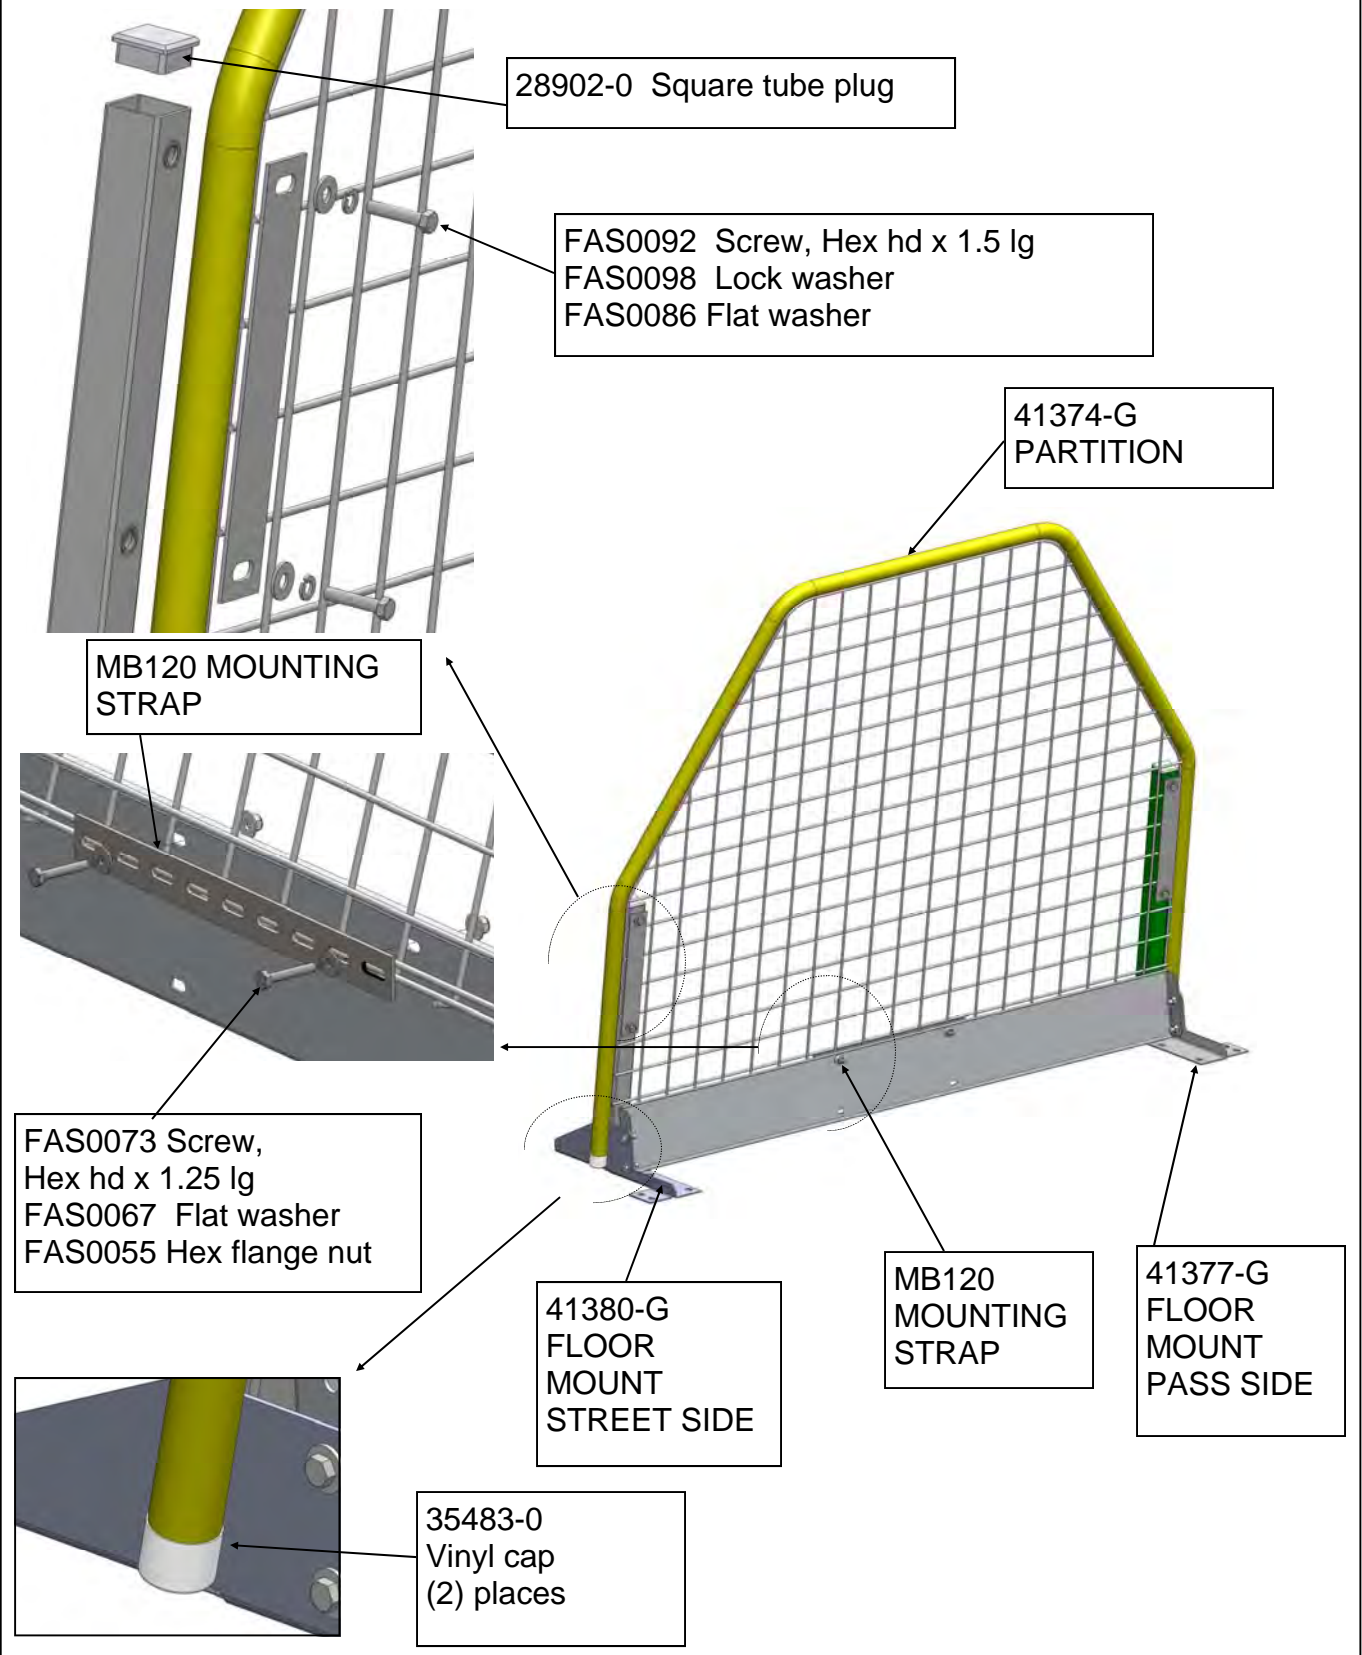 28902-0  Square tube plug
FAS0092  Screw, Hex hd x 1.5 lg
FAS0098  Lock washer
FAS0086 Flat washer
41374-G
PARTITION
MB120 MOUNTING
STRAP
FAS0073 Screw,
Hex hd x 1.25 lg
FAS0067  Flat washer
FAS0055 Hex flange nut
41380-G
FLOOR
MOUNT
STREET SIDE
MB120
MOUNTING
STRAP
41377-G
FLOOR
MOUNT
PASS SIDE
35483-0
Vinyl cap
(2) places